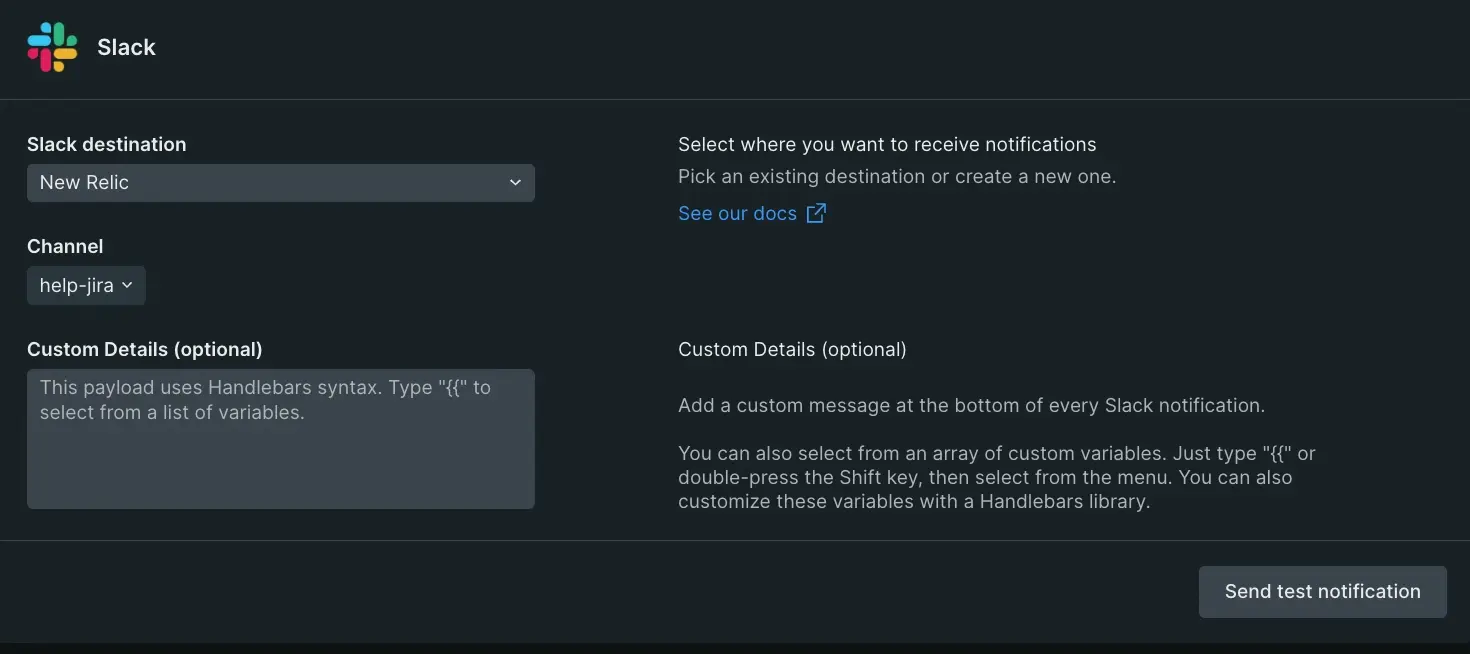 Slack
Slack destination
New Relic
Select where you want to receive notifications
Pick an existing destination or create a new one.
See our docs
Channel
help-jira
Custom Details (optional)
This payload uses Handlebars syntax. Type "{{" to
select from a list of variables.
Custom Details (optional)
Add a custom message at the bottom of every Slack notification.
You can also select from an array of custom variables. Just type "{{" or
double-press the Shift key, then select from the menu. You can also
customize these variables with a Handlebars library.
Send test notification